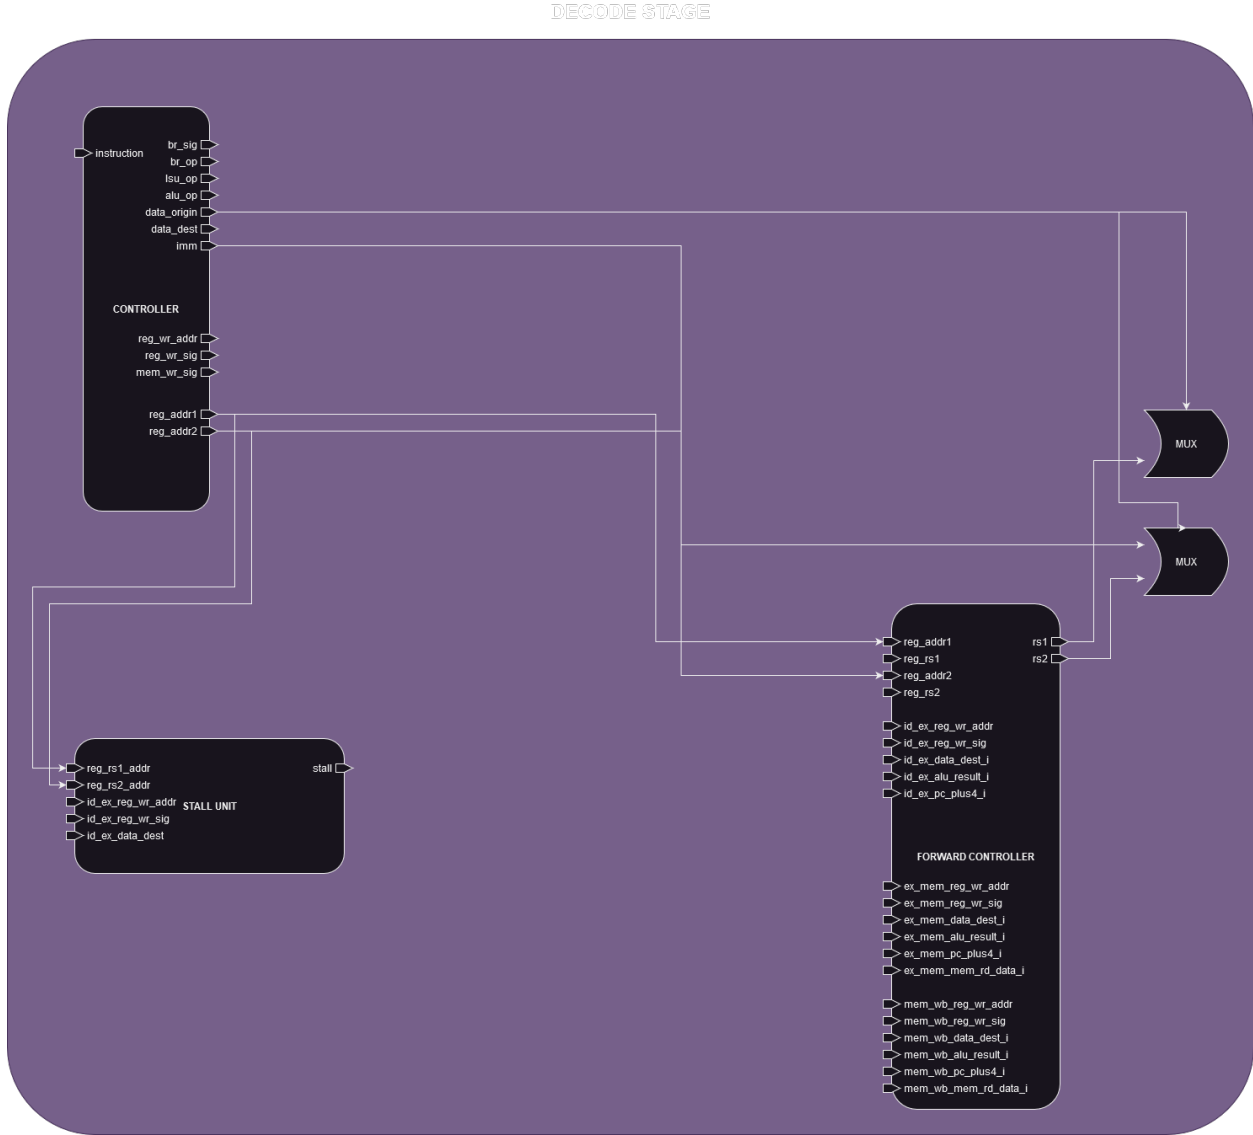 DECODE STAGE
instruction
br_sig
br_op
lsu_op
alu_op
data_origin
data_dest
imm
CONTROLLER
reg_wr_addr
reg_wr_sig
mem_wr_sig
reg_addr1
reg_addr2
MUX
MUX
reg_rs1_addr
reg_rs2_addr
id_ex_reg_wr_addr
id_ex_reg_wr_sig
id_ex_data_dest
STALL UNIT
stall
reg_addr1
reg_rs1
reg_addr2
reg_rs2
rs1
rs2
id_ex_reg_wr_addr
id_ex_reg_wr_sig
id_ex_data_dest_i
id_ex_alu_result_i
id_ex_pc_plus4_i
FORWARD CONTROLLER
ex_mem_reg_wr_addr
ex_mem_reg_wr_sig
ex_mem_data_dest_i
ex_mem_alu_result_i
ex_mem_pc_plus4_i
ex_mem_mem_rd_data_i
mem_wb_reg_wr_addr
mem_wb_reg_wr_sig
mem_wb_data_dest_i
mem_wb_alu_result_i
mem_wb_pc_plus4_i
mem_wb_mem_rd_data_i